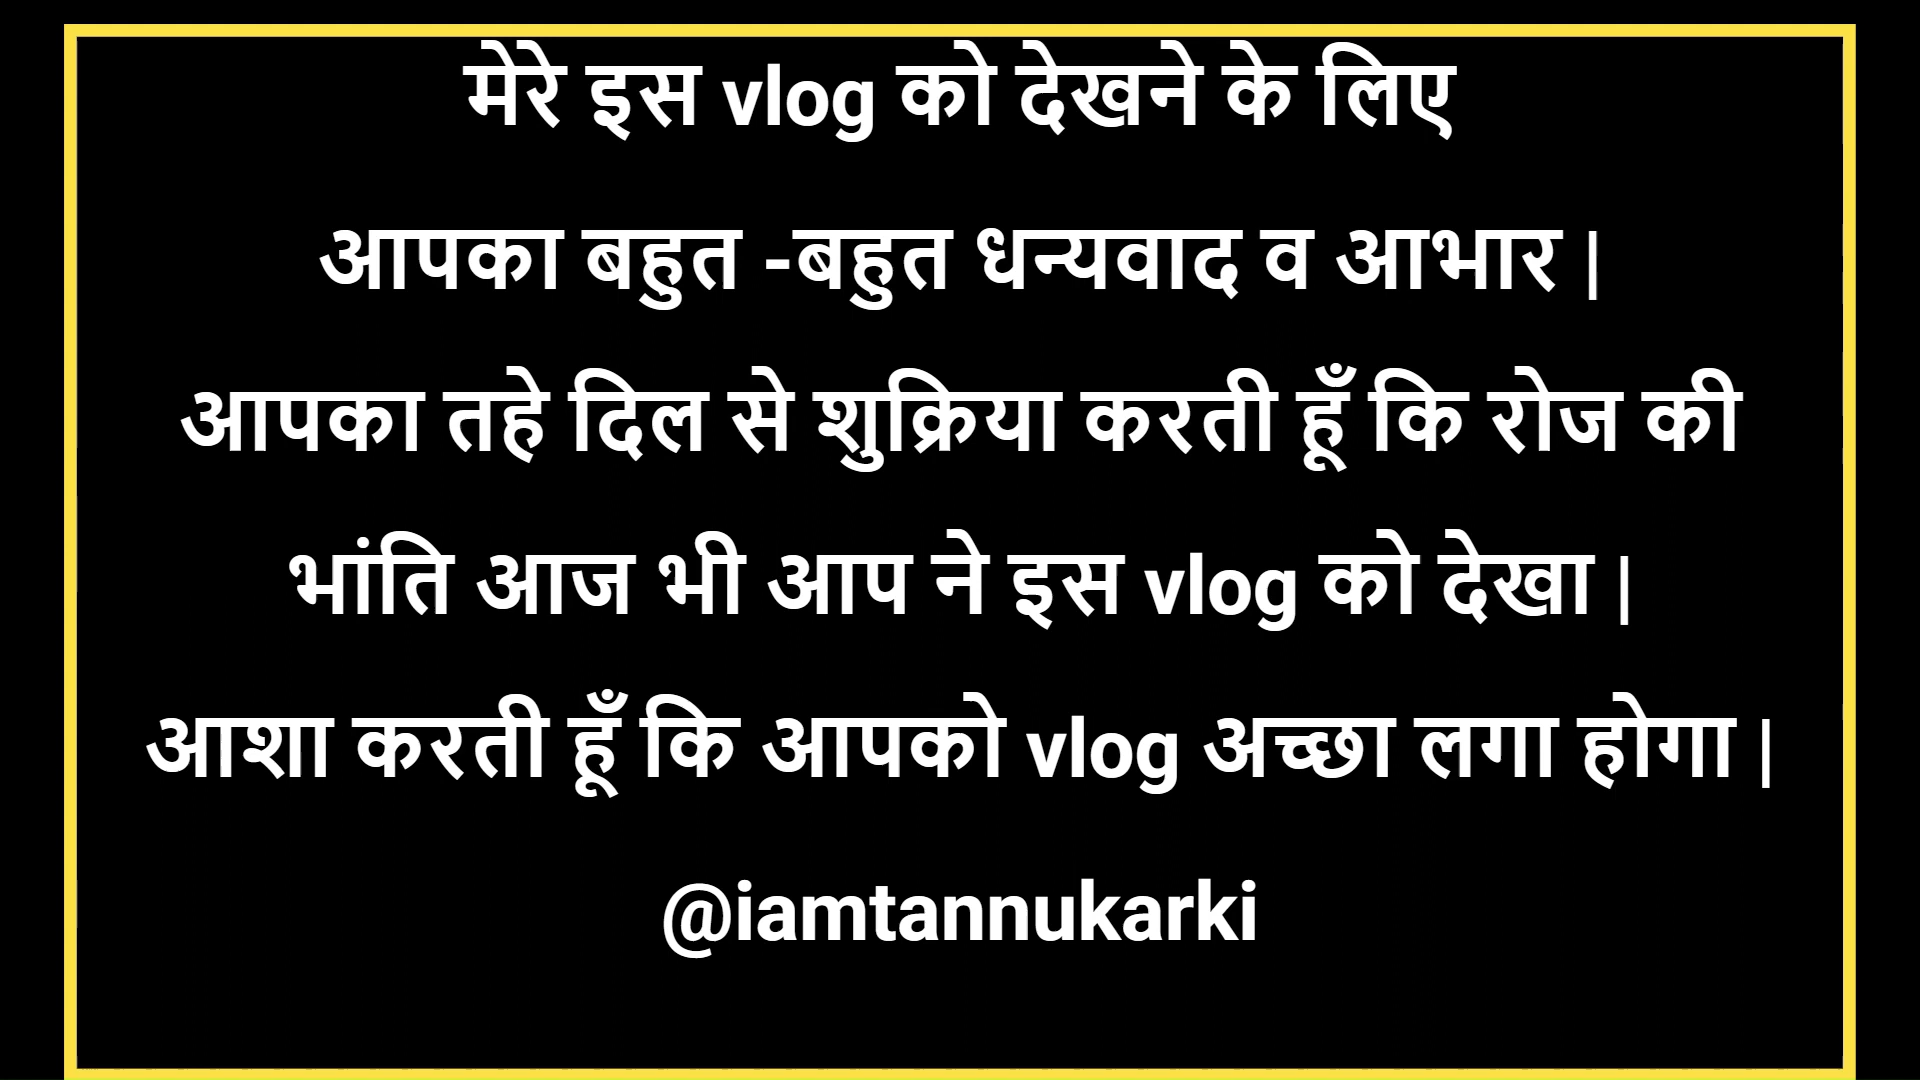 मेरे इस vlog को देखने के लिए
आपका बहुत -बहुत धन्यवाद व आभार |
आपका तहे दिल से शुक्रिया करती हूँ कि रोज की
भांति आज भी आप ने इस vlog को देखा |
आशा करती हूँ कि आपको vlog अच्छा लगा होगा |
@iamtannukarki